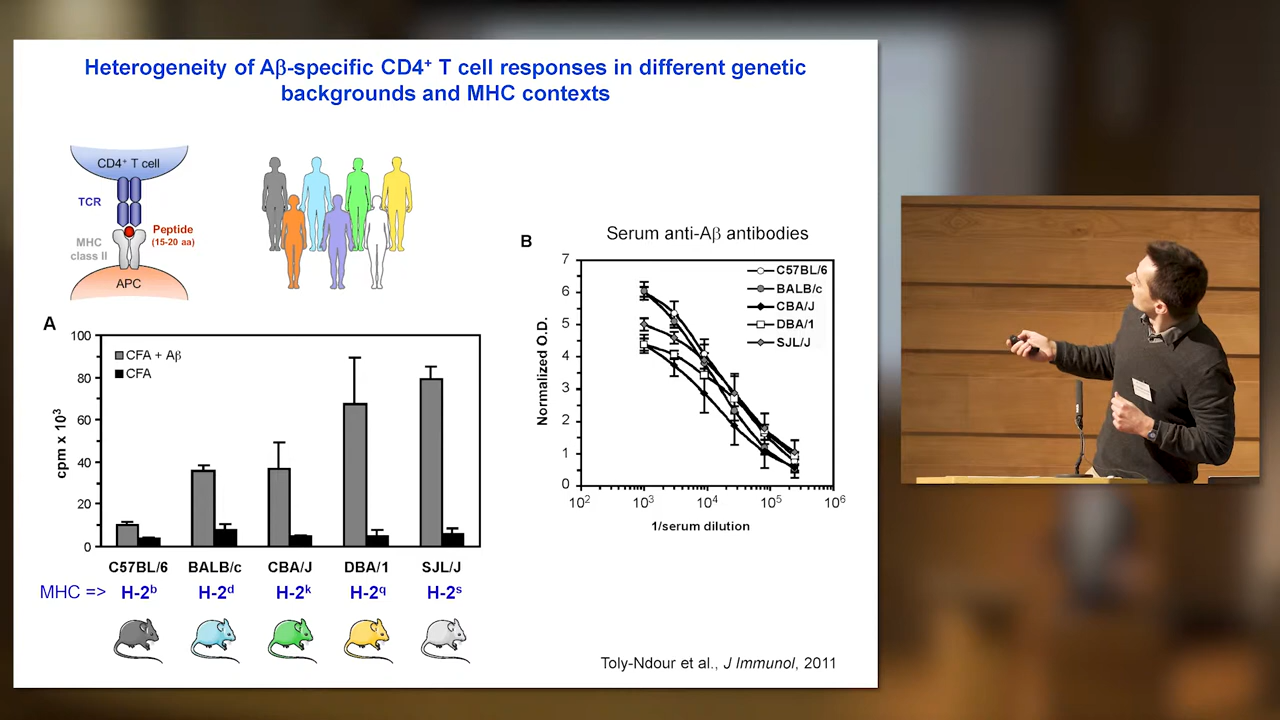 Heterogeneity of Aβ-specific CD4⁺ T cell responses in different genetic
backgrounds and MHC contexts
CD4⁺ T cell
TCR
Peptide
(15-20 aa)
MHC
class II
APC
A
100
80
60
40
20
0
cpm x 10³
CFA + Aβ
CFA
C57BL/6 BALB/c CBA/J DBA/1 SJL/J
MHC => H-2ᵇ H-2ᵈ H-2ᵏ H-2q H-2ˢ
B
Serum anti-Aβ antibodies
7
6
5
4
3
2
1
0
Normalized O.D.
C57BL/6
BALB/c
CBA/J
DBA/1
SJL/J
10² 10³ 10⁴ 10⁵ 10⁶
1/serum dilution
Toly-Ndour et al., J Immunol, 2011